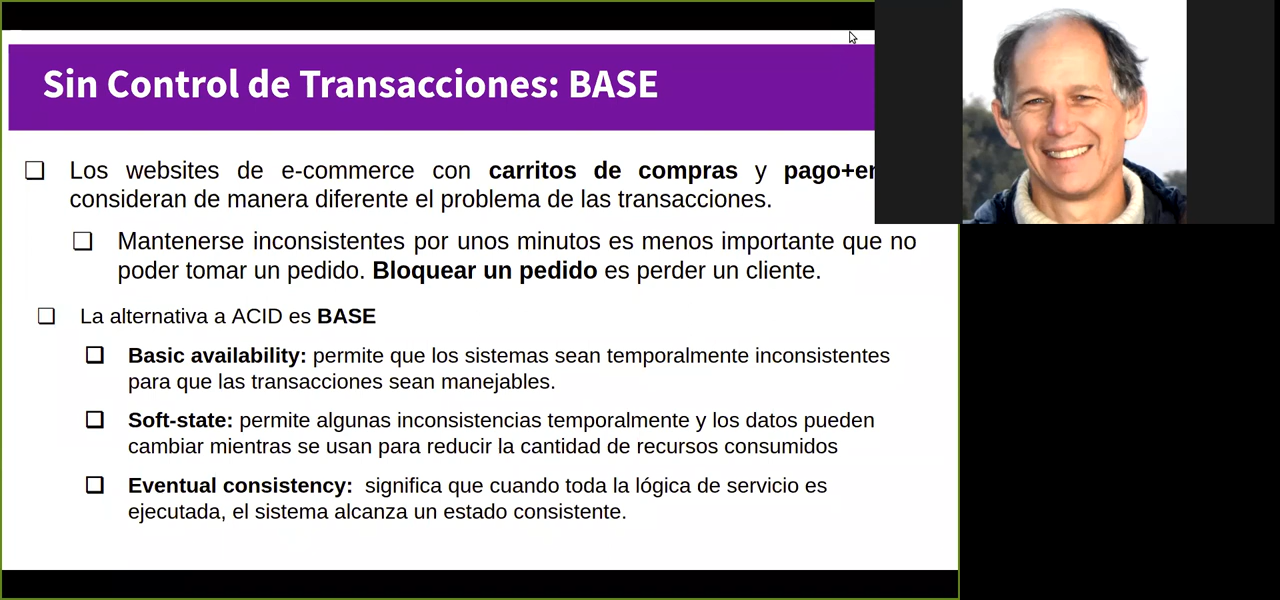 Sin Control de Transacciones: BASE
Los websites de e-commerce con carritos de compras y
consideran de manera diferente el problema de las transacciones.
Mantenerse inconsistentes por unos minutos es menos importante que no
poder tomar un pedido. Bloquear un pedido es perder un cliente.
La alternativa a ACID es BASE
Basic availability: permite que los sistemas sean temporalmente inconsistentes
para que las transacciones sean manejables.
Soft-state: permite algunas inconsistencias temporalmente y los datos pueden
cambiar mientras se usan para reducir la cantidad de recursos consumidos
Eventual consistency: significa que cuando toda la lógica de servicio es
ejecutada, el sistema alcanza un estado consistente.